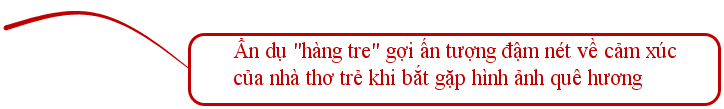 Ẩn dụ "hàng tre" gợi ấn tượng đậm nét về cảm xúc
của nhà thơ trẻ khi bắt gặp hình ảnh quê hương